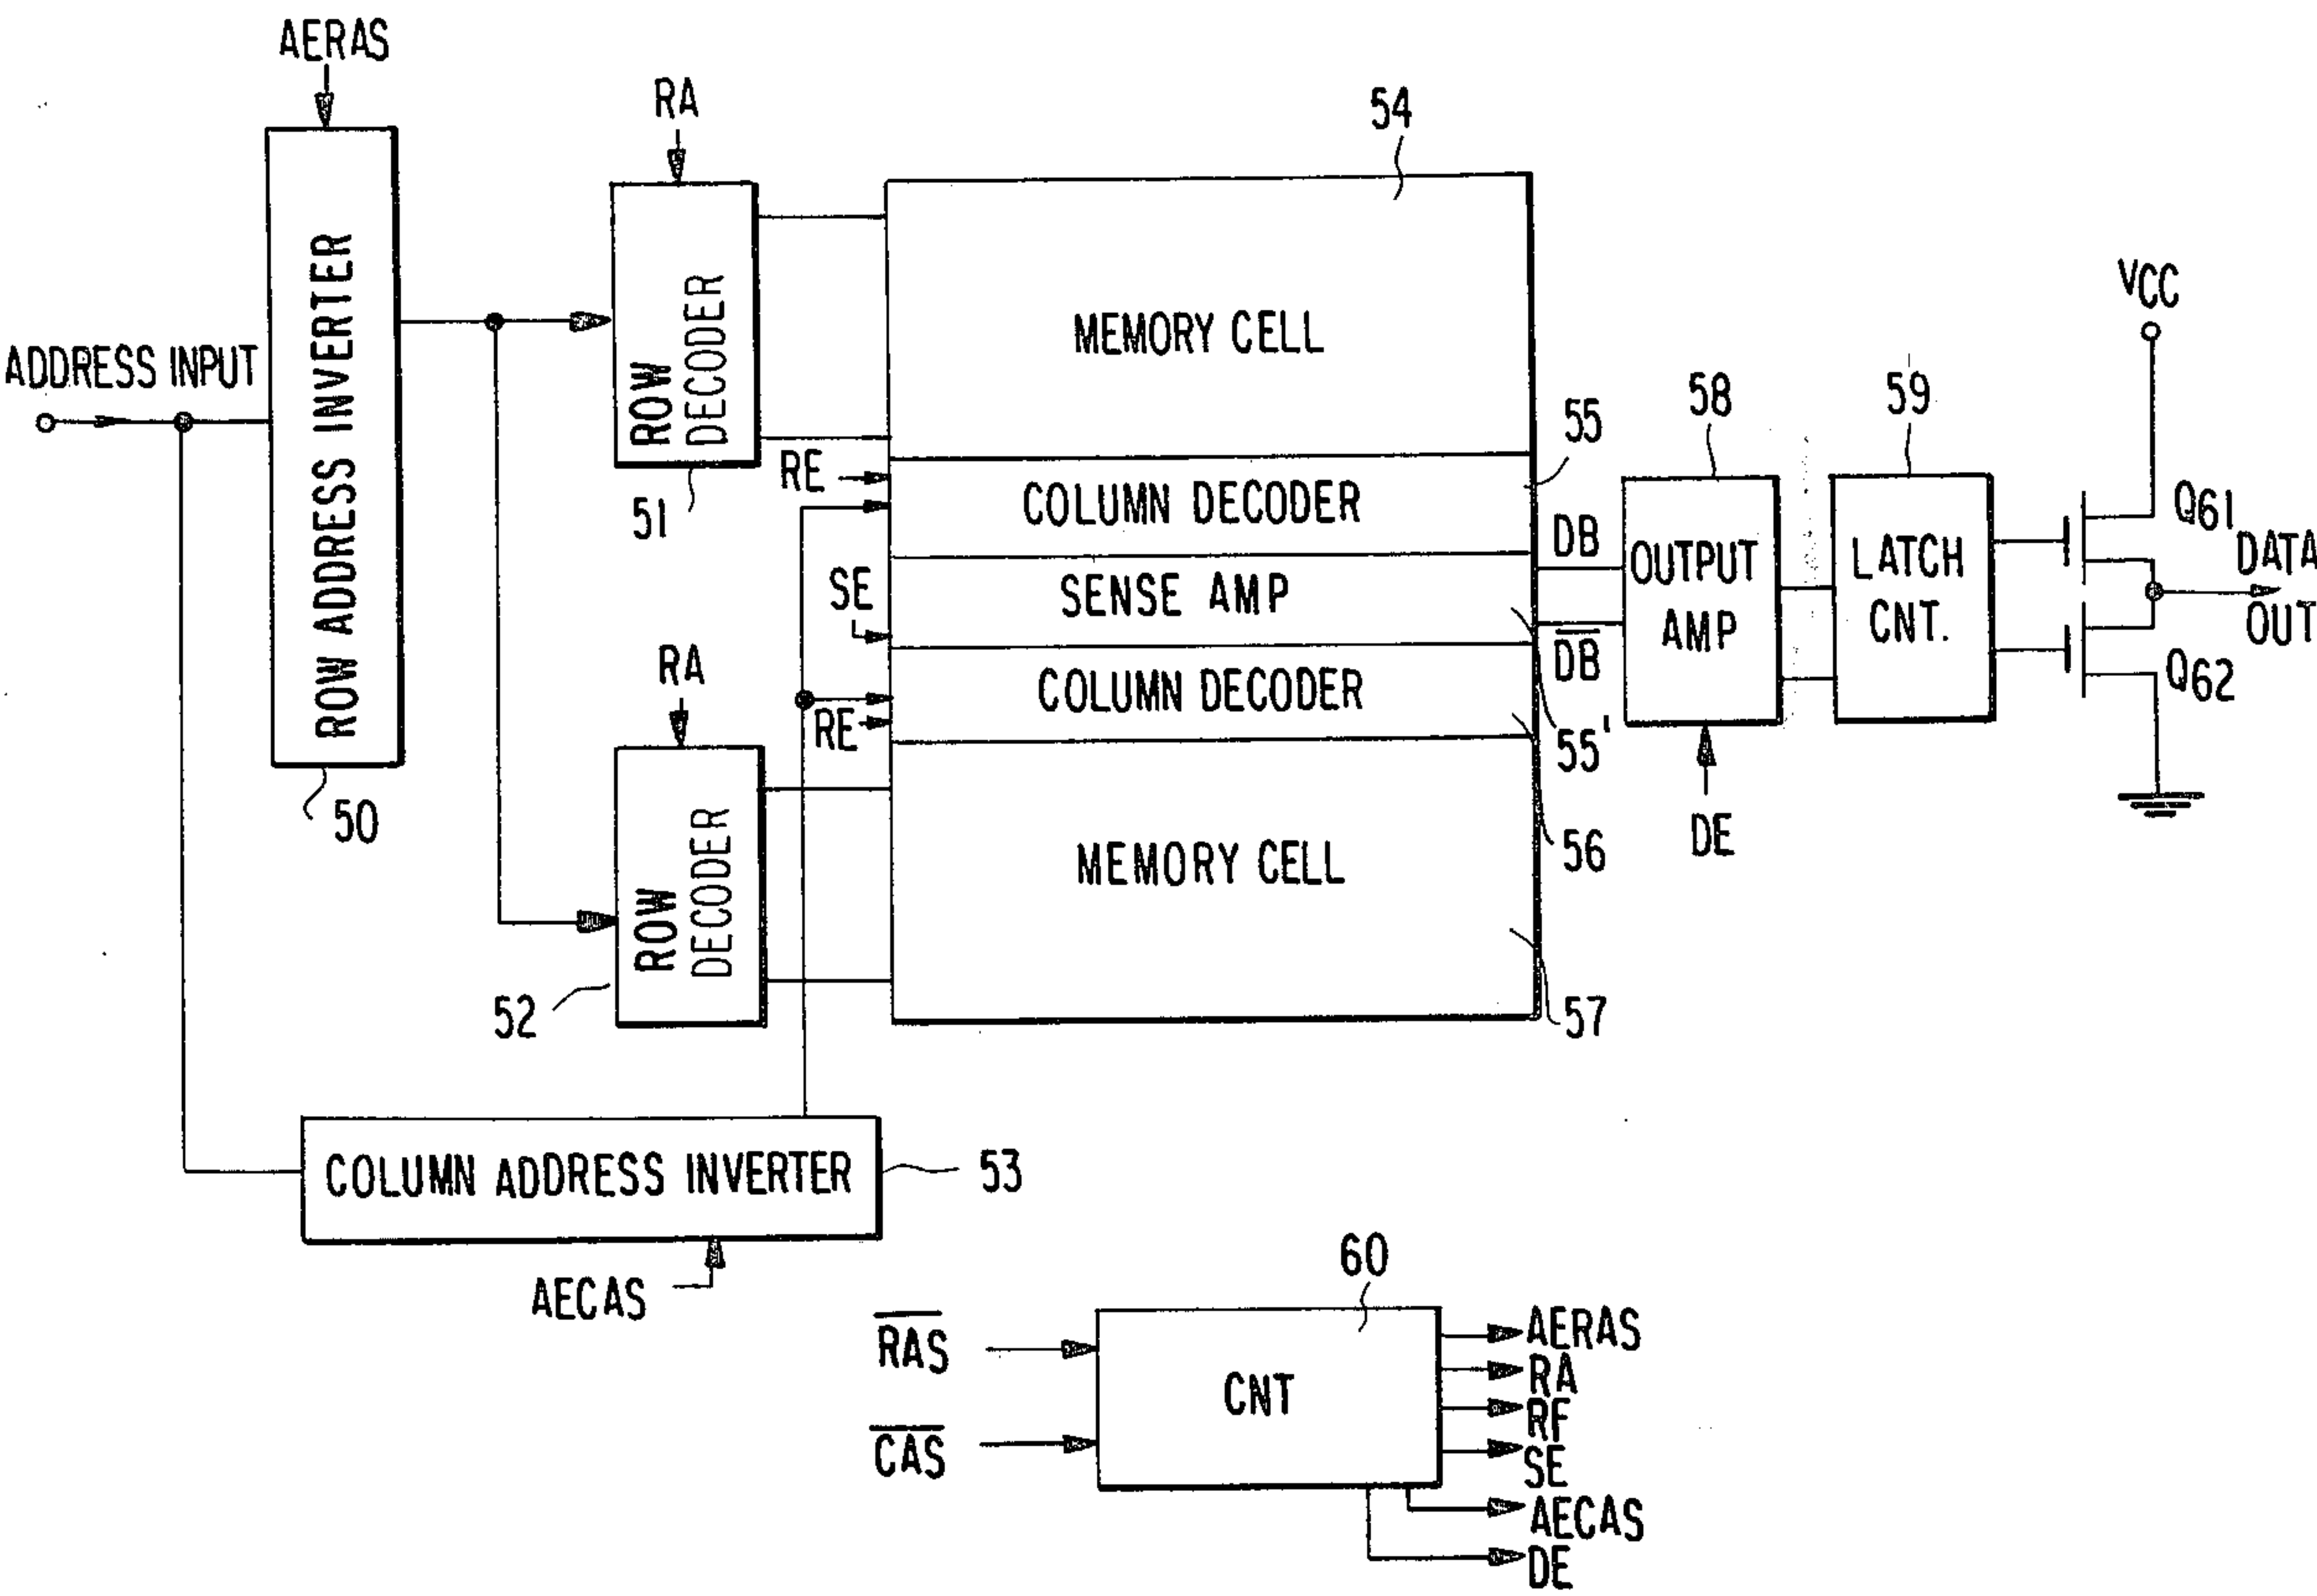 AERAS
RA
54
ROW ADDRESS INVERTER
ROW
DECODER
MEMORY CELL
VCC
ADDRESS INPUT
58
59
55
RE
51
COLUMN DECODER
DB
OUTPUT
AMP
LATCH
CNT.
Q61
DATA
OUT
SE
SENSE AMP
D̅B̅
Q62
RA
COLUMN DECODER
RE
55'
50
DE
ROW
DECODER
MEMORY CELL
56
52
57
COLUMN ADDRESS INVERTER
53
AECAS
60
R̅A̅S̅
C̅A̅S̅
CNT
AERAS
RA
RF
SE
AECAS
DE